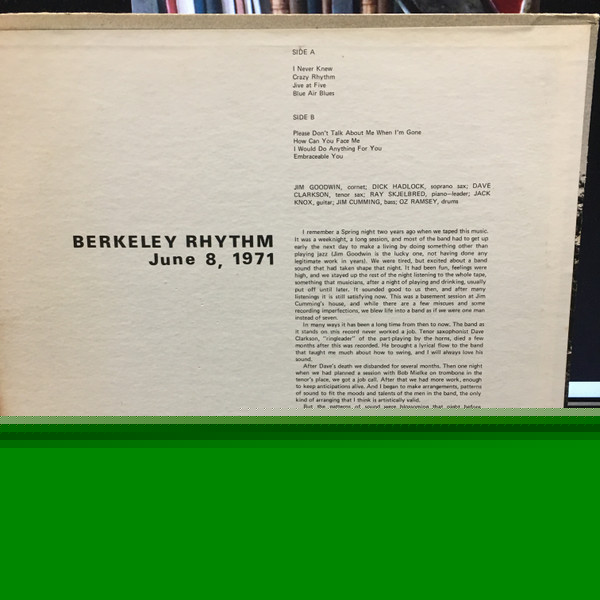 SIDE A
I Never Knew
Crazy Rhythm
Jive at Five
Blue Air Blues
SIDE B
Please Don't Talk About Me When I'm Gone
How Can You Face Me
I Would Do Anything For You
Embraceable You
JIM GOODWIN, cornet; DICK HADLOCK, soprano sax; DAVE
CLARKSON, tenor sax; RAY SKJELBRED, piano—leader; JACK
KNOX, guitar; JIM CUMMING, bass; OZ RAMSEY, drums
BERKELEY RHYTHM
June 8, 1971
I remember a Spring night two years ago when we taped this music.
It was a weeknight, a long session, and most of the band had to get up
early the next day to make a living by doing something other than
playing jazz (Jim Goodwin is the lucky one, not having done any
legitimate work in years). We were tired, but excited about a band
sound that had taken shape that night. It had been fun, feelings were
high, and we stayed up the rest of the night listening to the whole tape,
something that musicians, after a night of playing and drinking, usually
put off until later. It sounded good to us then, and after many
listenings it is still satisfying now. This was a basement session at Jim
Cumming's house, and while there are a few miscues and some
recording imperfections, we blew life into a band as if we were one man
instead of seven.
In many ways it has been a long time from then to now. The band as
it stands on this record never worked a job. Tenor saxophonist Dave
Clarkson, "ringleader" of the part-playing by the horns, died a few
months after this was recorded. He brought a lyrical flow to the band
that taught me much about how to swing, and I will always love his
sound.
After Dave's death we disbanded for several months. Then one night
when we had planned a session with Bob Mielke on trombone in the
tenor's place, we got a job call. After that we had more work, enough
to keep anticipations alive. And I began to make arrangements, patterns
of sound to fit the moods and talents of the men in the band, the only
kind of arranging that I think is artistically valid.
But the patterns of sound were blossoming that night before